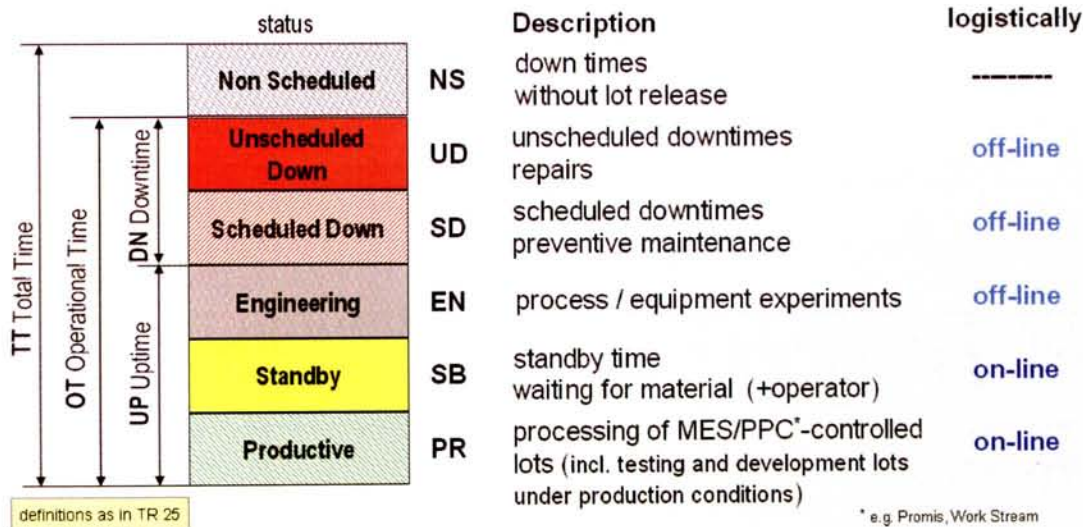 status
Description
logistically
Non Scheduled
NS
down times
without lot release
---------
Unscheduled
Down
UD
unscheduled downtimes
repairs
off-line
Scheduled Down
SD
scheduled downtimes
preventive maintenance
off-line
Engineering
EN
process / equipment experiments
off-line
Standby
SB
standby time
waiting for material (+operator)
on-line
Productive
PR
processing of MES/PPC*-controlled
lots (incl. testing and development lots
under production conditions)
on-line
TT Total Time
OT Operational Time
DN Downtime
UP Uptime
definitions as in TR 25
* e.g. Promis, Work Stream